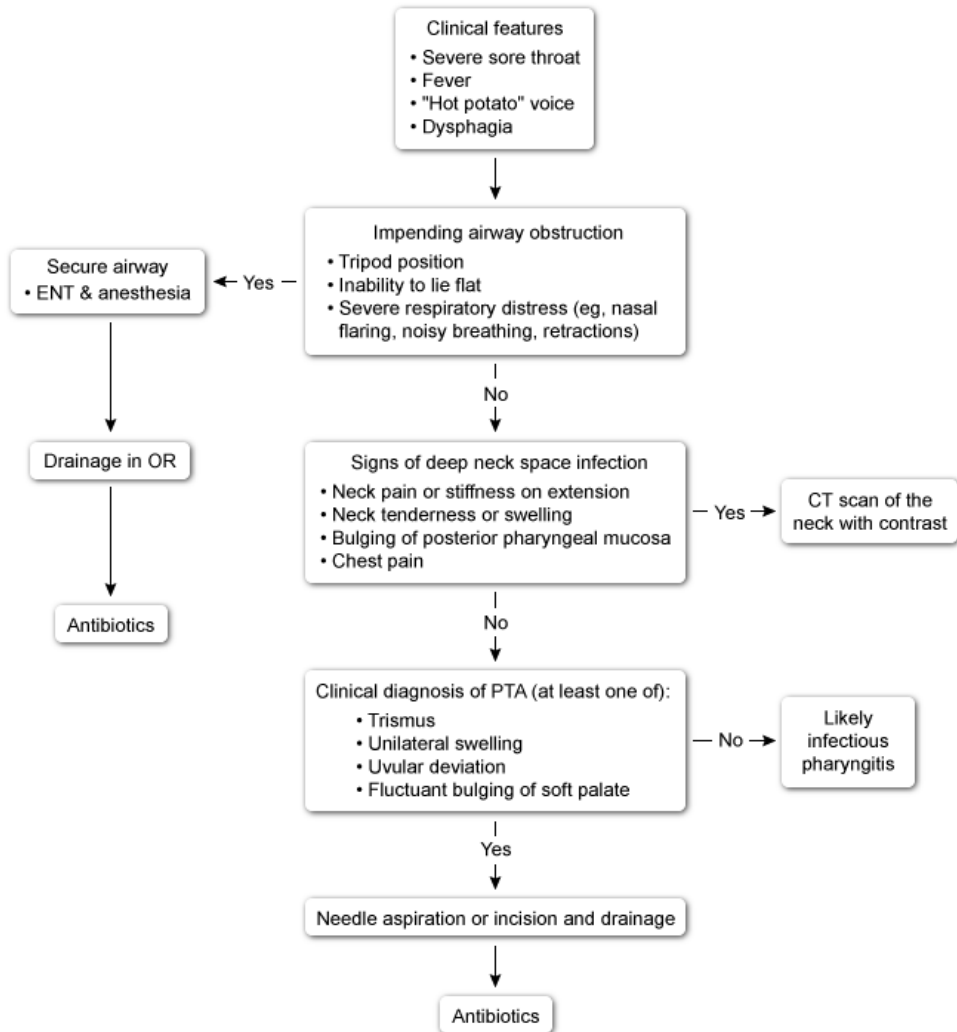 Clinical features
• Severe sore throat
• Fever
• "Hot potato" voice
• Dysphagia
Impending airway obstruction
• Tripod position
• Inability to lie flat
• Severe respiratory distress (eg, nasal
flaring, noisy breathing, retractions)
Yes
Secure airway
• ENT & anesthesia
Drainage in OR
Antibiotics
No
Signs of deep neck space infection
• Neck pain or stiffness on extension
• Neck tenderness or swelling
• Bulging of posterior pharyngeal mucosa
• Chest pain
Yes
CT scan of the
neck with contrast
No
Clinical diagnosis of PTA (at least one of):
• Trismus
• Unilateral swelling
• Uvular deviation
• Fluctuant bulging of soft palate
No
Likely
infectious
pharyngitis
Yes
Needle aspiration or incision and drainage
Antibiotics